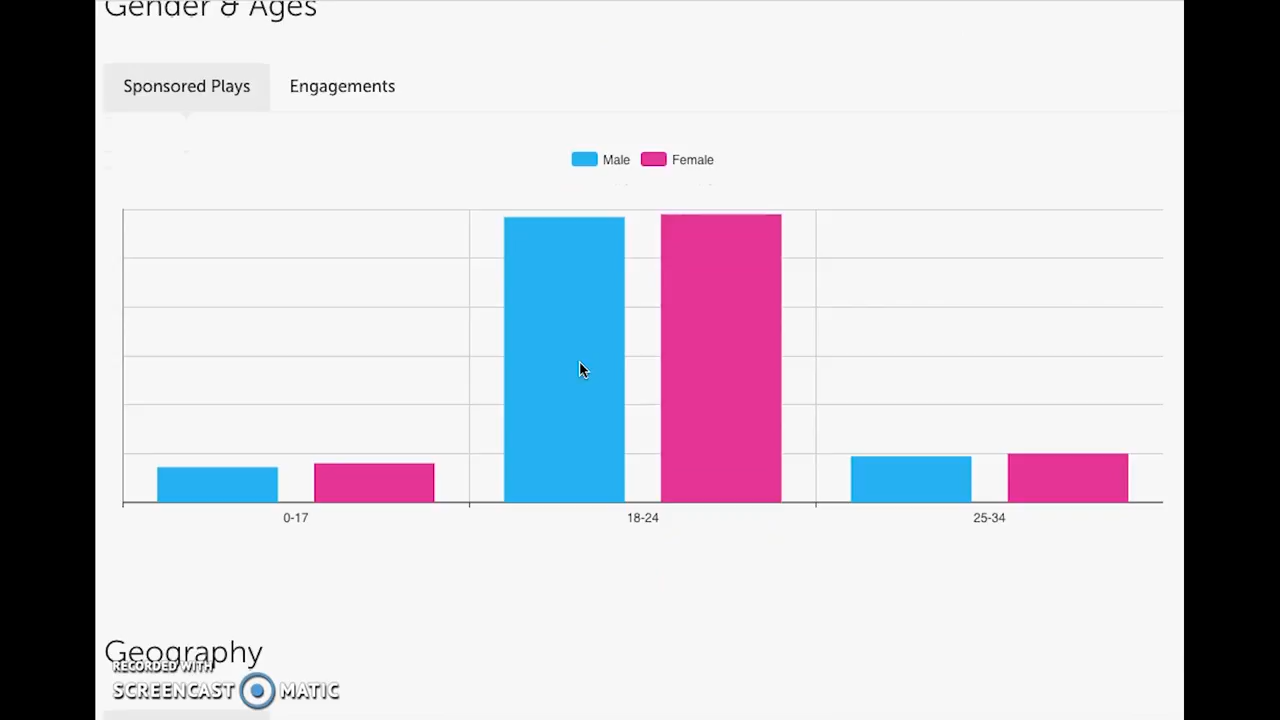 Gender & Ages
Sponsored Plays Engagements
Male Female
0-17 18-24 25-34
Geography
RECORDED WITH
SCREENCAST MATIC